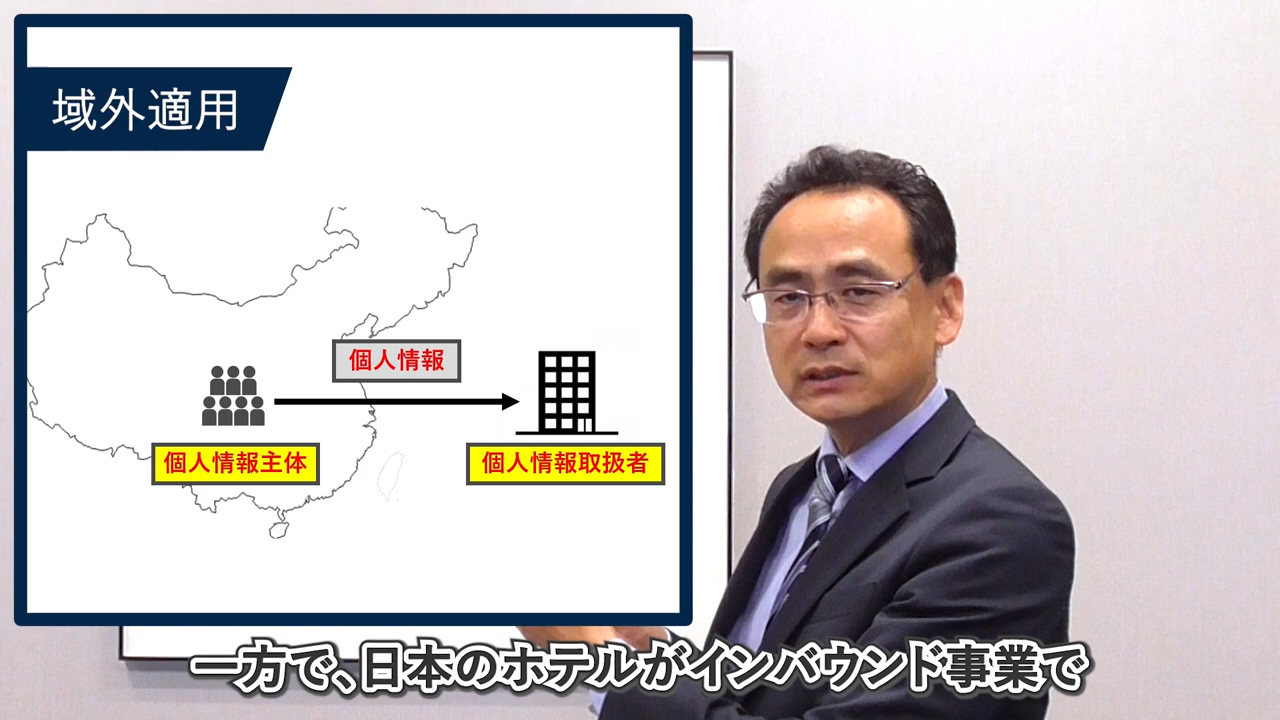 域外適用
個人情報
個人情報主体
個人情報取扱者
一方で、日本のホテルがインバウンド事業で